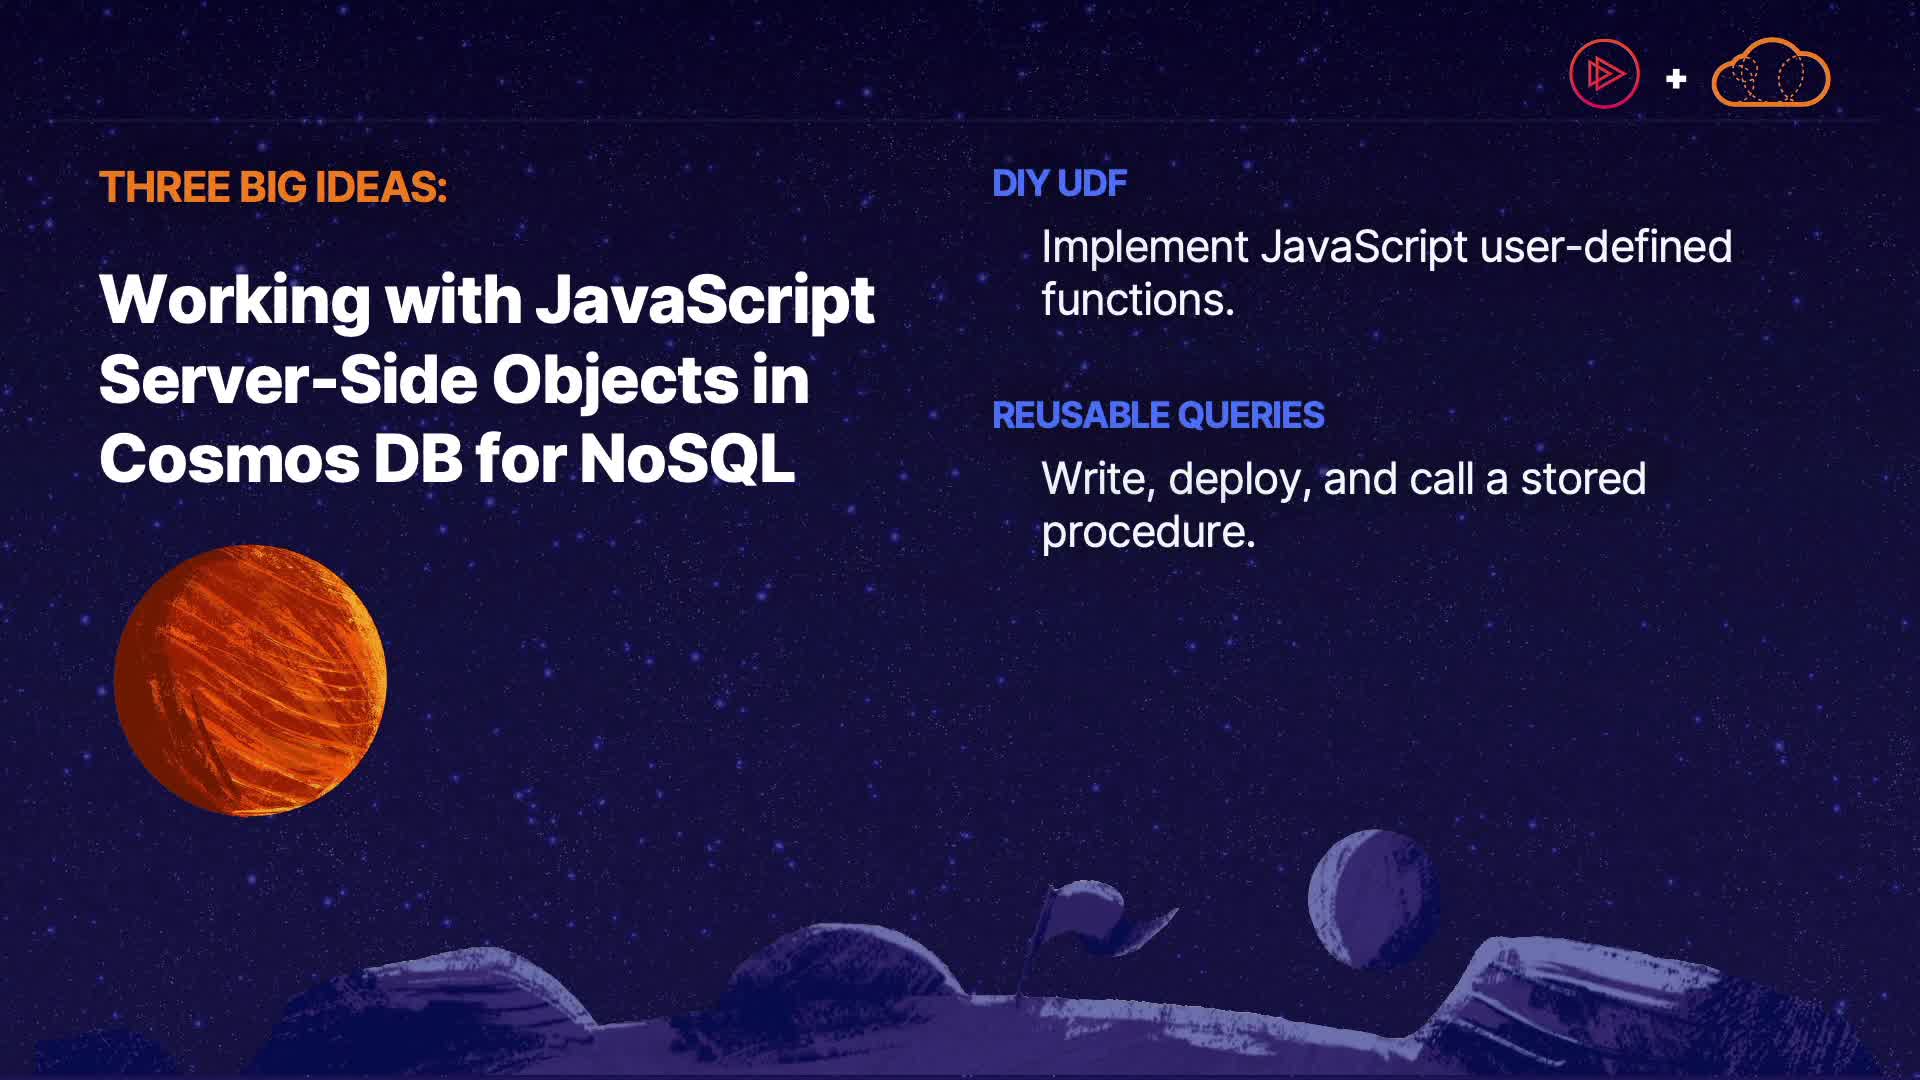 THREE BIG IDEAS:
Working with JavaScript
Server-Side Objects in
Cosmos DB for NoSQL
DIY UDF
Implement JavaScript user-defined
functions.
REUSABLE QUERIES
Write, deploy, and call a stored
procedure.